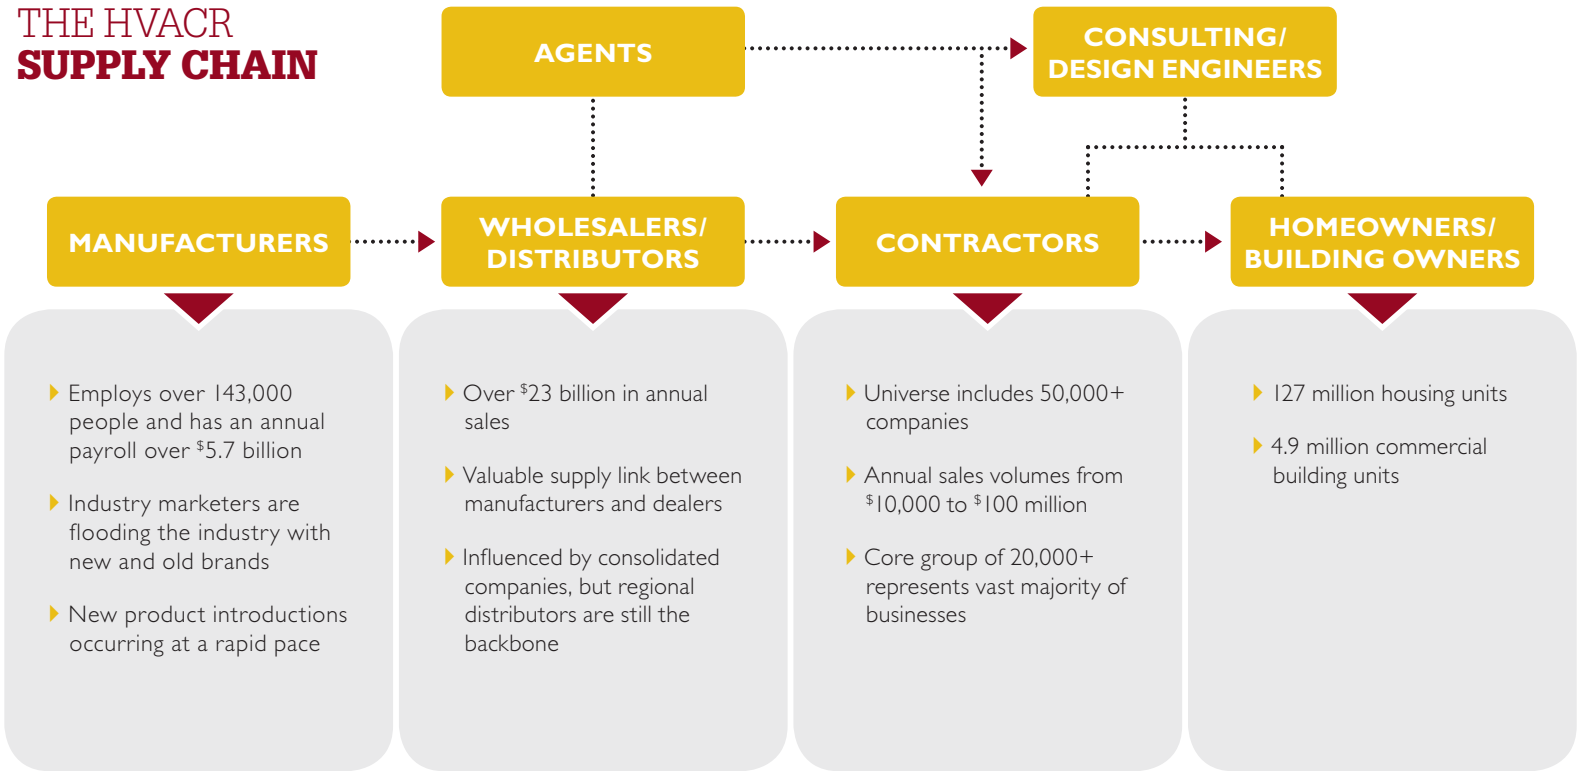 THE HVACR
SUPPLY CHAIN
AGENTS
CONSULTING/
DESIGN ENGINEERS
MANUFACTURERS
WHOLESALERS/
DISTRIBUTORS
CONTRACTORS
HOMEOWNERS/
BUILDING OWNERS
Employs over 143,000
people and has an annual
payroll over $5.7 billion
Industry marketers are
flooding the industry with
new and old brands
New product introductions
occurring at a rapid pace
Over $23 billion in annual
sales
Valuable supply link between
manufacturers and dealers
Influenced by consolidated
companies, but regional
distributors are still the
backbone
Universe includes 50,000+
companies
Annual sales volumes from
$10,000 to $100 million
Core group of 20,000+
represents vast majority of
businesses
127 million housing units
4.9 million commercial
building units